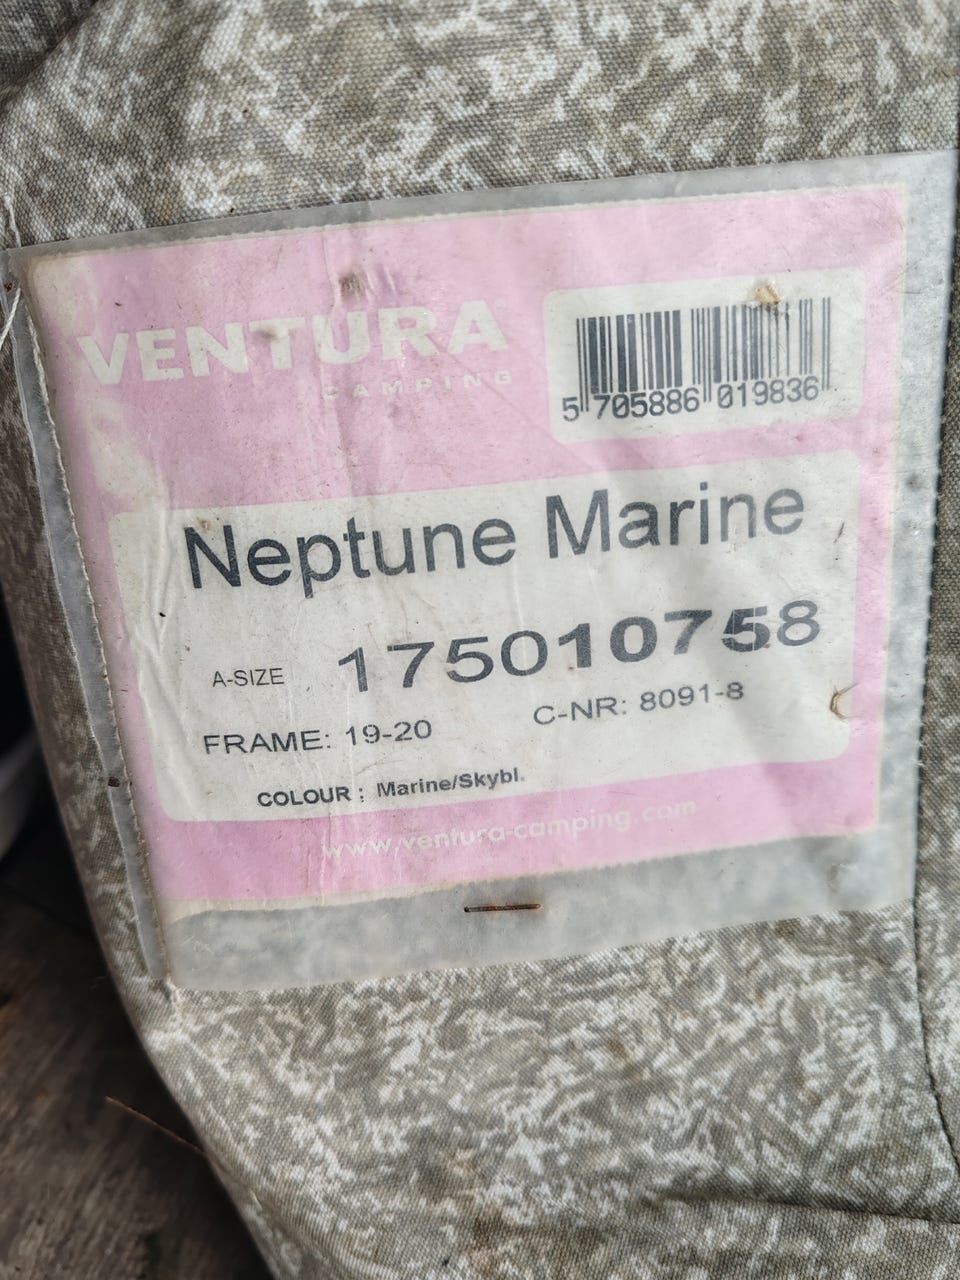 VENTURA
CAMPING
5 705886 019836
Neptune Marine
A-SIZE 175010758
FRAME: 19-20 C-NR: 8091-8
COLOUR : Marine/Skybl.
www.ventura-camping.com